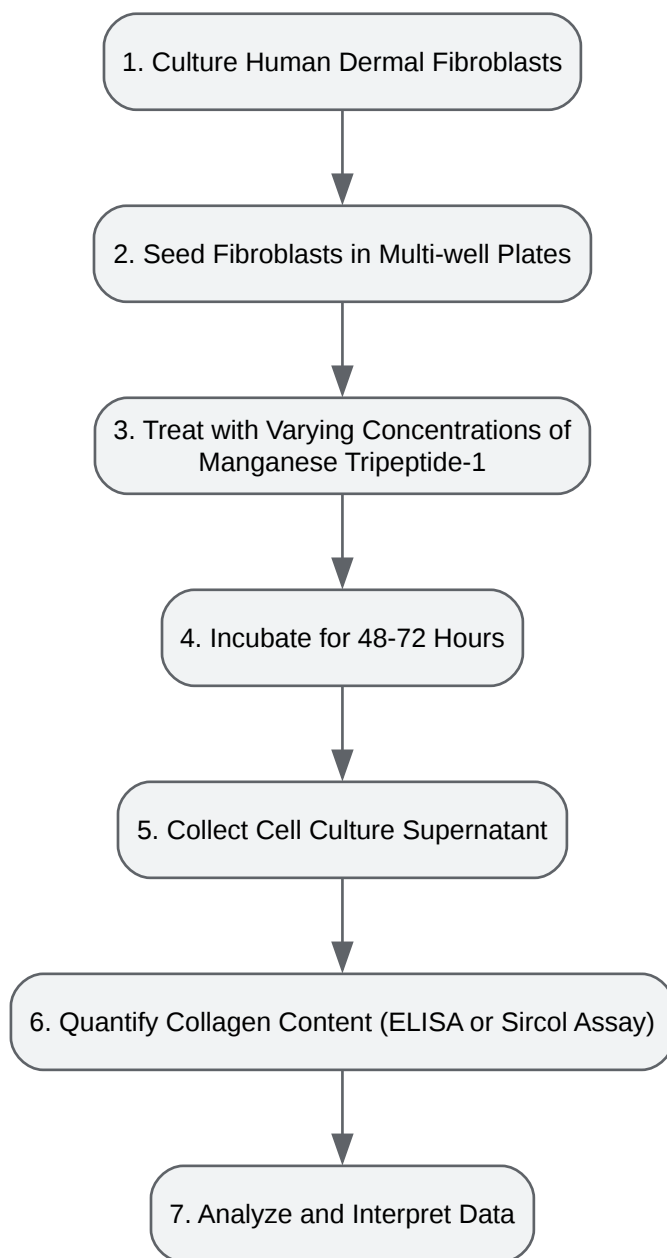 1. Culture Human Dermal Fibroblasts
2. Seed Fibroblasts in Multi-well Plates
3. Treat with Varying Concentrations of
Manganese Tripeptide-1
4. Incubate for 48-72 Hours
5. Collect Cell Culture Supernatant
6. Quantify Collagen Content (ELISA or Sircol Assay)
7. Analyze and Interpret Data